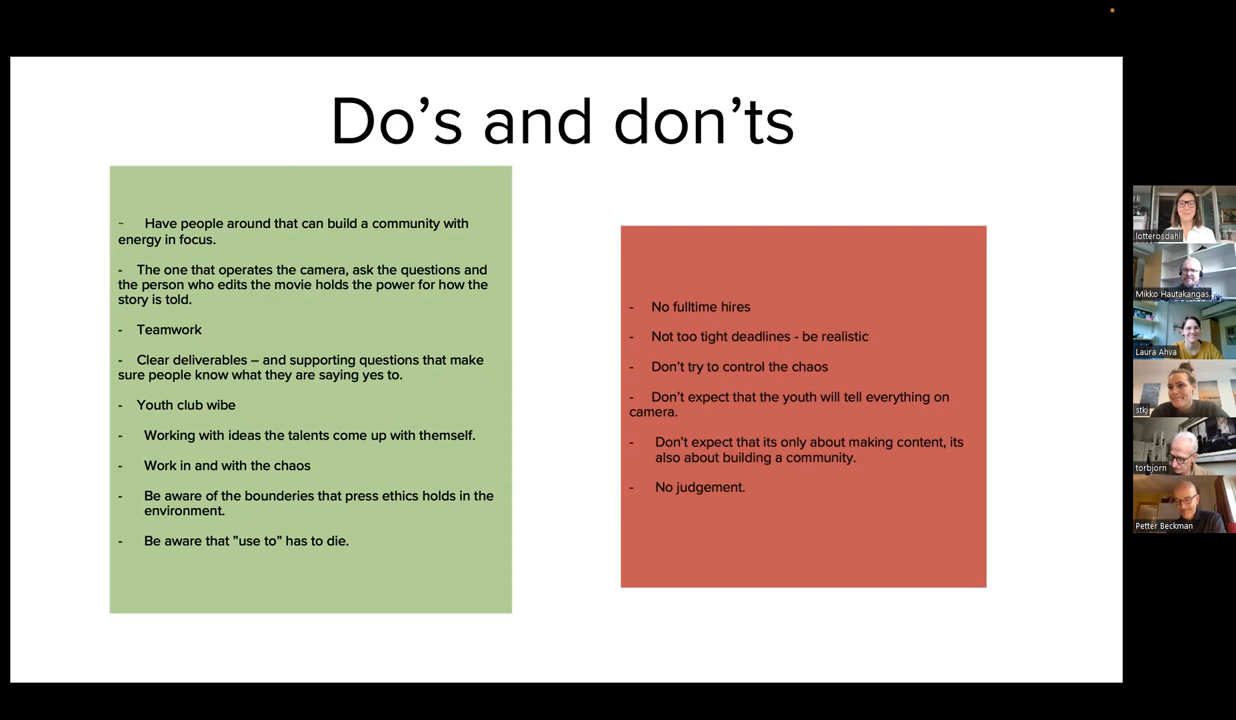 Do’s and don’ts
- Have people around that can build a community with
energy in focus.
- The one that operates the camera, ask the questions and
the person who edits the movie holds the power for how the
story is told.
- Teamwork
- Clear deliverables – and supporting questions that make
sure people know what they are saying yes to.
- Youth club wibe
- Working with ideas the talents come up with themself.
- Work in and with the chaos
- Be aware of the bounderies that press ethics holds in the
environment.
- Be aware that ”use to” has to die.
- No fulltime hires
- Not too tight deadlines - be realistic
- Don’t try to control the chaos
- Don’t expect that the youth will tell everything on
camera.
- Don’t expect that its only about making content, its
also about building a community.
- No judgement.
lotterosdahl
Mikko Hautakangas
Laura Ahva
stkj
torbjorn
Petter Beckman